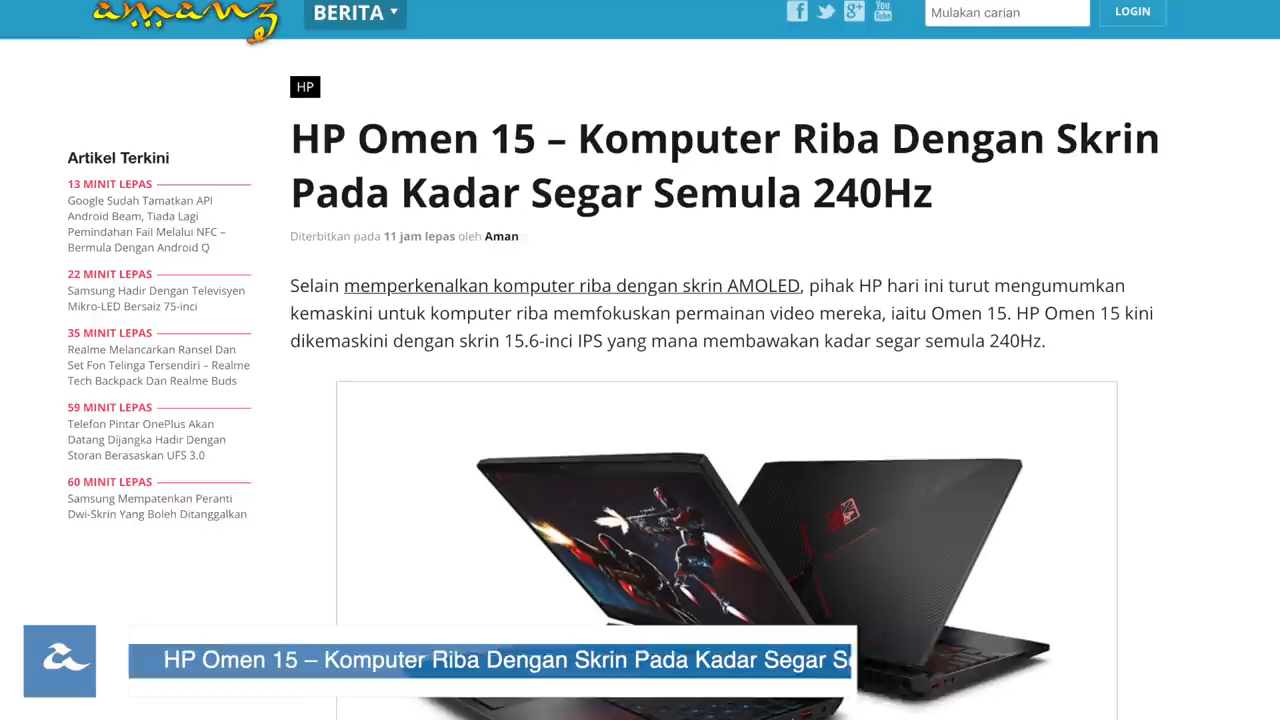 amanz
BERITA
f
g+
You
Tube
Mulakan carian
LOGIN
HP
HP Omen 15 – Komputer Riba Dengan Skrin
Pada Kadar Segar Semula 240Hz
Diterbitkan pada 11 jam lepas oleh Aman
Selain memperkenalkan komputer riba dengan skrin AMOLED, pihak HP hari ini turut mengumumkan
kemaskini untuk komputer riba memfokuskan permainan video mereka, iaitu Omen 15. HP Omen 15 kini
dikemaskini dengan skrin 15.6-inci IPS yang mana membawakan kadar segar semula 240Hz.
Artikel Terkini
13 MINIT LEPAS
Google Sudah Tamatkan API
Android Beam, Tiada Lagi
Pemindahan Fail Melalui NFC –
Bermula Dengan Android Q
22 MINIT LEPAS
Samsung Hadir Dengan Televisyen
Mikro-LED Bersaiz 75-inci
35 MINIT LEPAS
Realme Melancarkan Ransel Dan
Set Fon Telinga Tersendiri – Realme
Tech Backpack Dan Realme Buds
59 MINIT LEPAS
Telefon Pintar OnePlus Akan
Datang Dijangka Hadir Dengan
Storan Berasaskan UFS 3.0
60 MINIT LEPAS
Samsung Mempatenkan Peranti
Dwi-Skrin Yang Boleh Ditanggalkan
HP Omen 15 – Komputer Riba Dengan Skrin Pada Kadar Segar